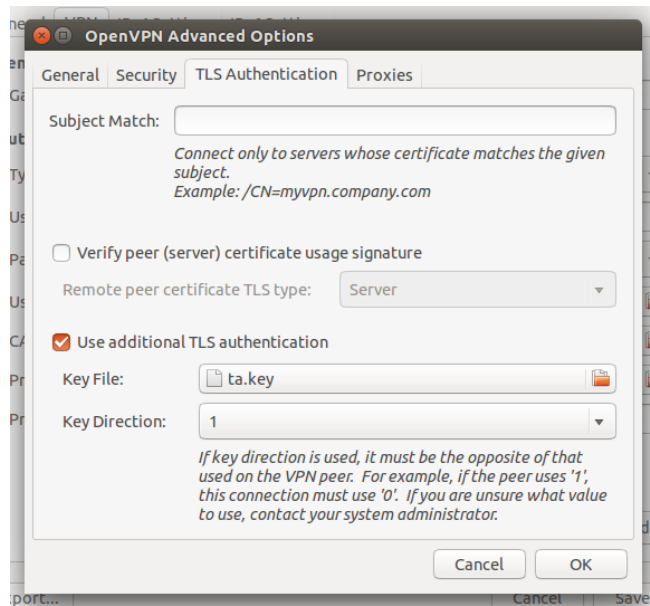 OpenVPN Advanced Options
General Security TLS Authentication Proxies
Subject Match:
Connect only to servers whose certificate matches the given
subject.
Example: /CN=myvpn.company.com
Verify peer (server) certificate usage signature
Remote peer certificate TLS type: Server
Use additional TLS authentication
Key File: ta.key
Key Direction: 1
If key direction is used, it must be the opposite of that
used on the VPN peer.  For example, if the peer uses '1',
this connection must use '0'.  If you are unsure what value
to use, contact your system administrator.
Cancel OK
Cancel Save